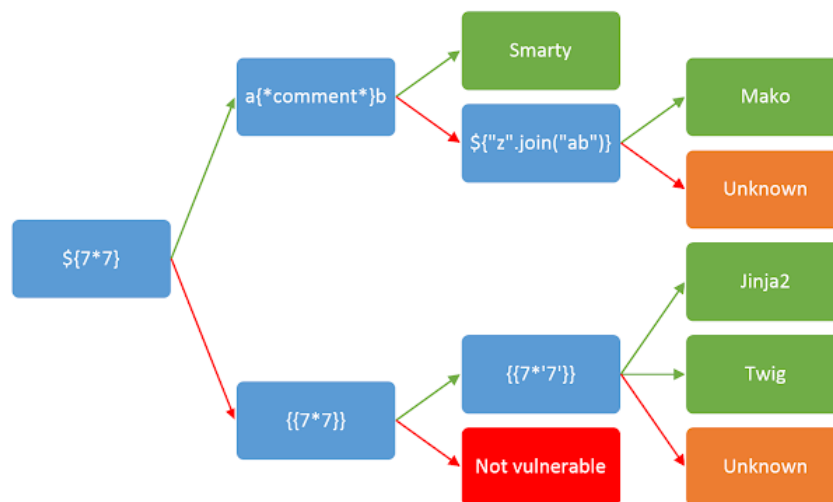 Smarty
a{*comment*}b
Mako
${"z".join("ab")}
Unknown
${7*7}
Jinja2
{{7*'7'}}
Twig
{{7*7}}
Not vulnerable
Unknown